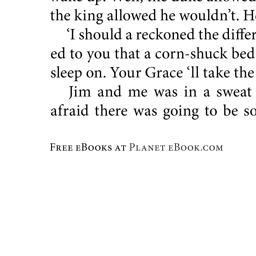 the king allowed he wouldn't. He
'I should a reckoned the differ
ed to you that a corn-shuck bed
sleep on. Your Grace 'll take the
Jim and me was in a sweat
afraid there was going to be so
Free eBooks at Planet eBook.com